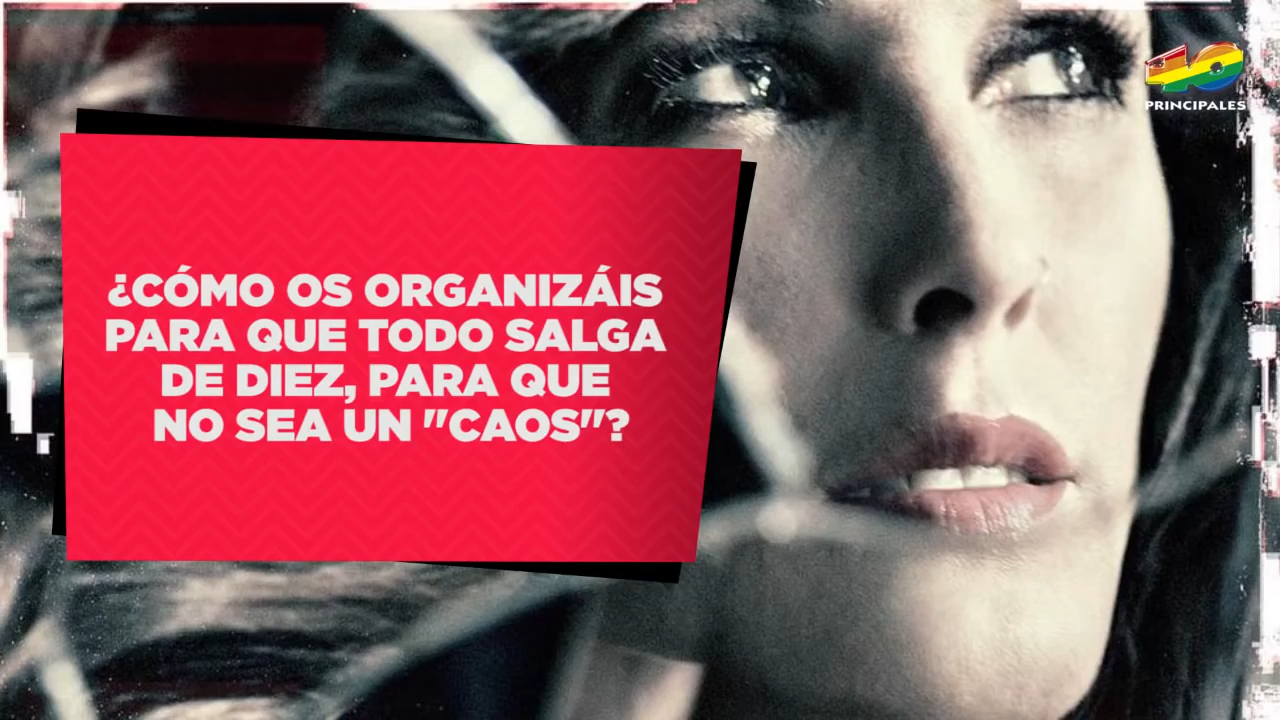 40
PRINCIPALES
¿CÓMO OS ORGANIZÁIS
PARA QUE TODO SALGA
DE DIEZ, PARA QUE
NO SEA UN "CAOS"?